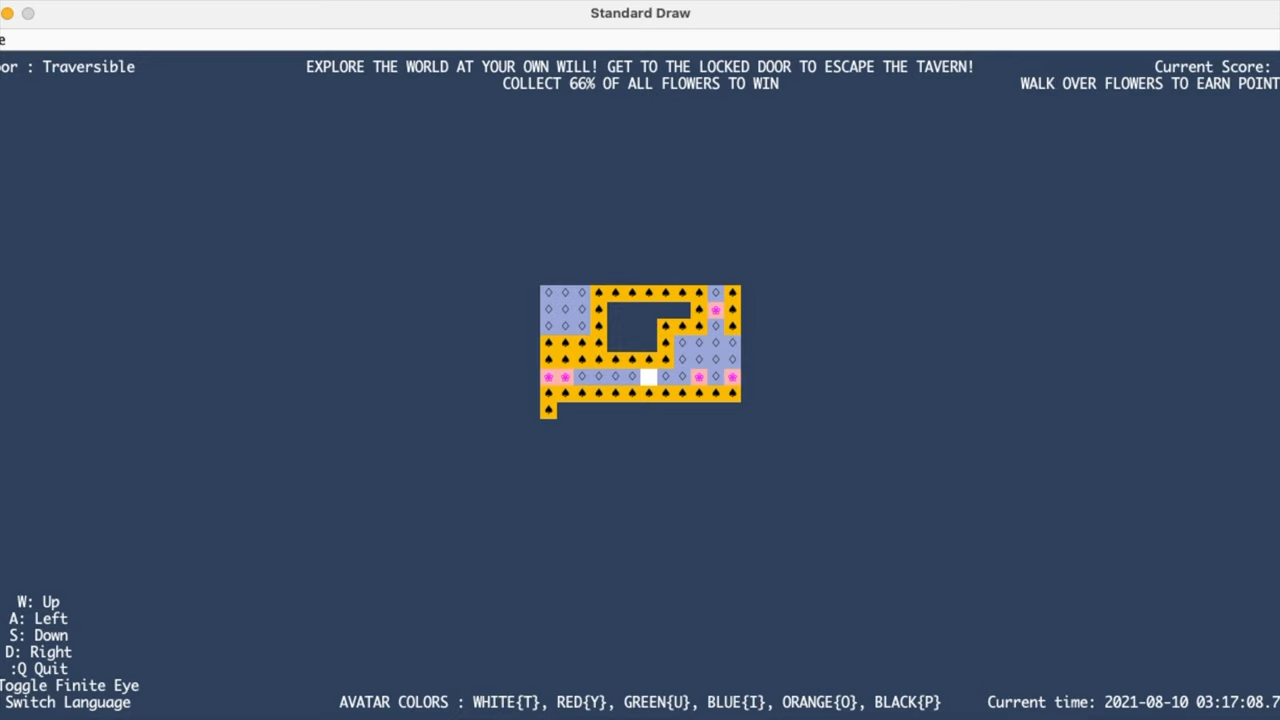 Standard Draw
e
or : Traversible
EXPLORE THE WORLD AT YOUR OWN WILL! GET TO THE LOCKED DOOR TO ESCAPE THE TAVERN!
Current Score:
COLLECT 66% OF ALL FLOWERS TO WIN
WALK OVER FLOWERS TO EARN POINT
W: Up
A: Left
S: Down
D: Right
:Q Quit
Toggle Finite Eye
Switch Language
AVATAR COLORS : WHITE{T}, RED{Y}, GREEN{U}, BLUE{I}, ORANGE{O}, BLACK{P}
Current time: 2021-08-10 03:17:08.7